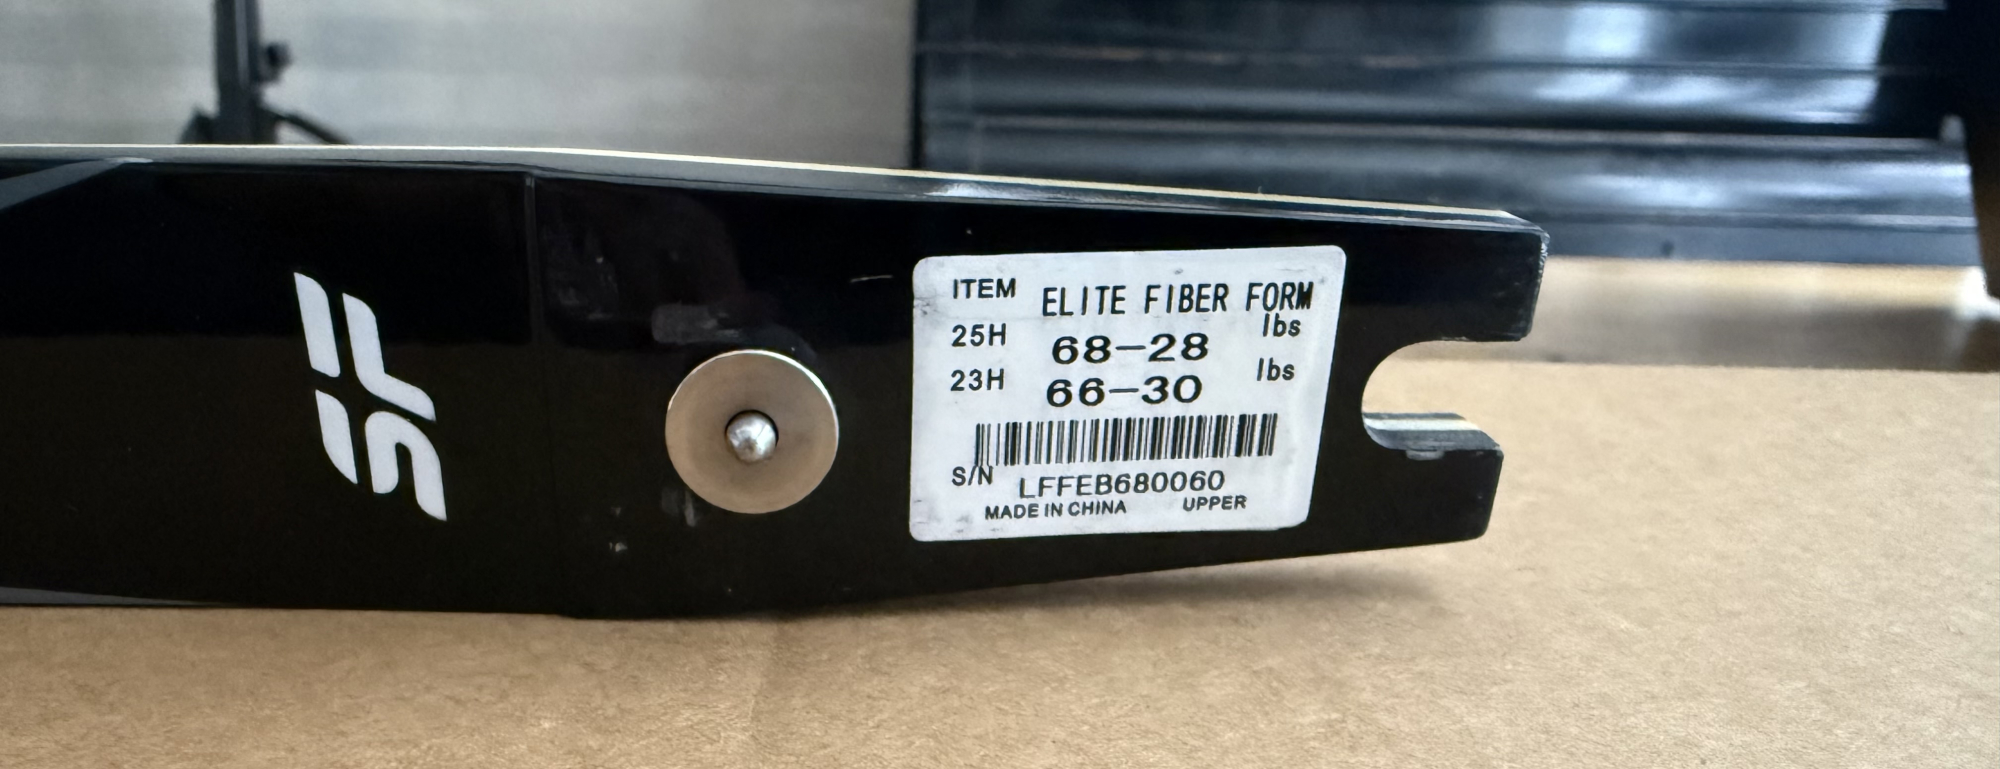 SF
ITEM ELITE FIBER FORM
25H 68-28 lbs
23H 66-30 lbs
S/N LFFEB680060
MADE IN CHINA UPPER